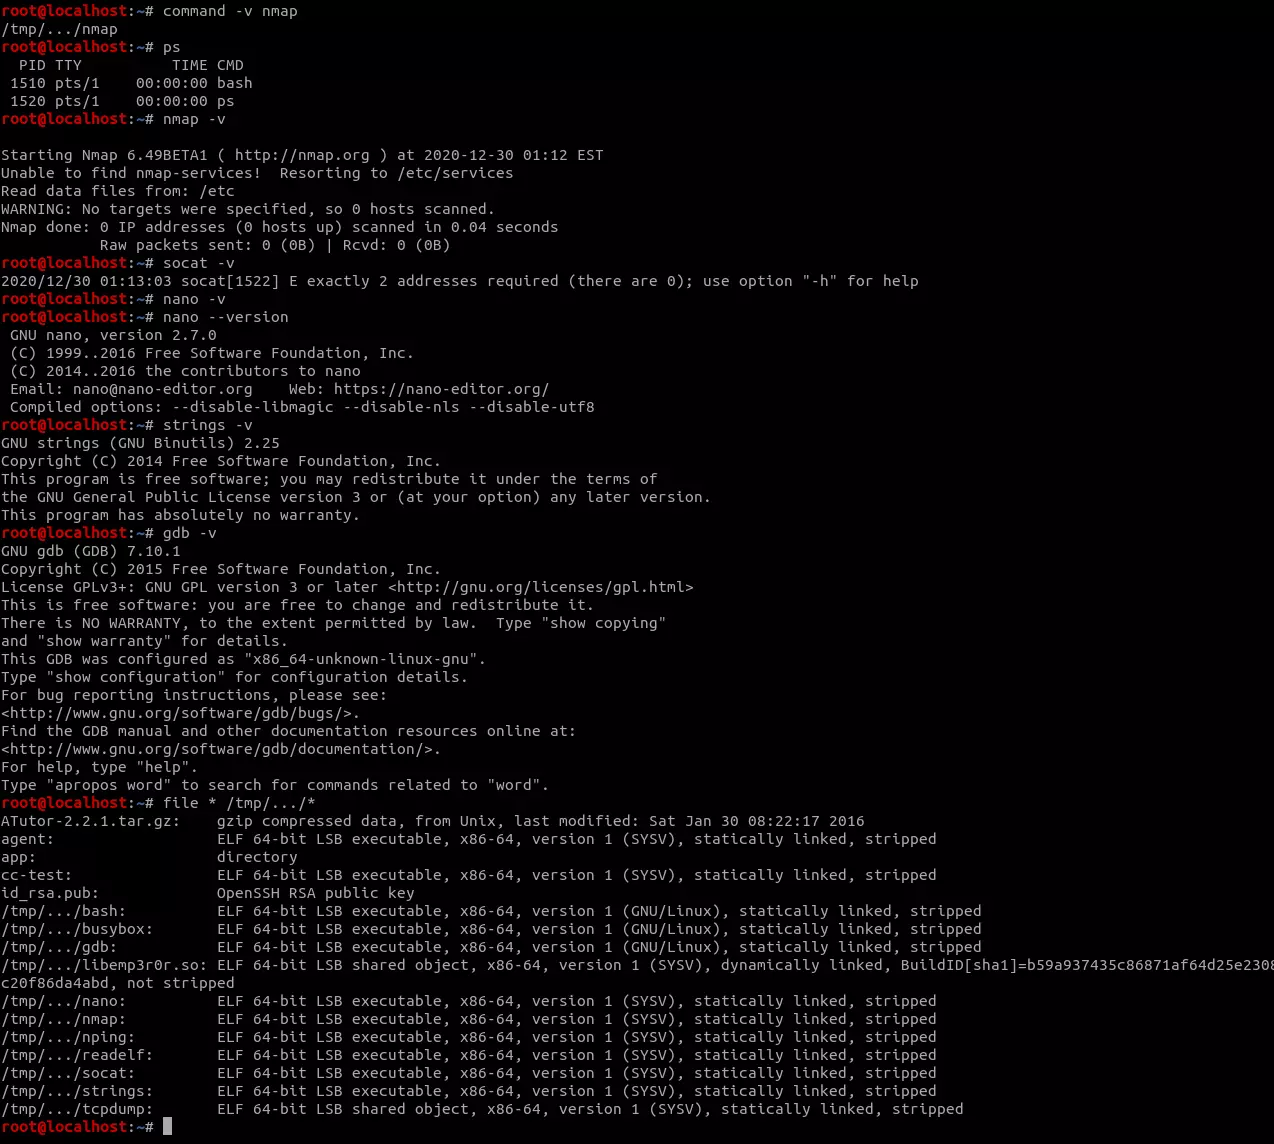 root@localhost:~# command -v nmap
/tmp/.../nmap
root@localhost:~# ps
  PID TTY          TIME CMD
 1510 pts/1    00:00:00 bash
 1520 pts/1    00:00:00 ps
root@localhost:~# nmap -v

Starting Nmap 6.49BETA1 ( http://nmap.org ) at 2020-12-30 01:12 EST
Unable to find nmap-services!  Resorting to /etc/services
Read data files from: /etc
WARNING: No targets were specified, so 0 hosts scanned.
Nmap done: 0 IP addresses (0 hosts up) scanned in 0.04 seconds
           Raw packets sent: 0 (0B) | Rcvd: 0 (0B)
root@localhost:~# socat -v
2020/12/30 01:13:03 socat[1522] E exactly 2 addresses required (there are 0); use option "-h" for help
root@localhost:~# nano -v
root@localhost:~# nano --version
 GNU nano, version 2.7.0
 (C) 1999..2016 Free Software Foundation, Inc.
 (C) 2014..2016 the contributors to nano
 Email: nano@nano-editor.org    Web: https://nano-editor.org/
 Compiled options: --disable-libmagic --disable-nls --disable-utf8
root@localhost:~# strings -v
GNU strings (GNU Binutils) 2.25
Copyright (C) 2014 Free Software Foundation, Inc.
This program is free software; you may redistribute it under the terms of
the GNU General Public License version 3 or (at your option) any later version.
This program has absolutely no warranty.
root@localhost:~# gdb -v
GNU gdb (GDB) 7.10.1
Copyright (C) 2015 Free Software Foundation, Inc.
License GPLv3+: GNU GPL version 3 or later <http://gnu.org/licenses/gpl.html>
This is free software: you are free to change and redistribute it.
There is NO WARRANTY, to the extent permitted by law.  Type "show copying"
and "show warranty" for details.
This GDB was configured as "x86_64-unknown-linux-gnu".
Type "show configuration" for configuration details.
For bug reporting instructions, please see:
<http://www.gnu.org/software/gdb/bugs/>.
Find the GDB manual and other documentation resources online at:
<http://www.gnu.org/software/gdb/documentation/>.
For help, type "help".
Type "apropos word" to search for commands related to "word".
root@localhost:~# file * /tmp/.../*
ATutor-2.2.1.tar.gz:    gzip compressed data, from Unix, last modified: Sat Jan 30 08:22:17 2016
agent:                  ELF 64-bit LSB executable, x86-64, version 1 (SYSV), statically linked, stripped
app:                    directory
cc-test:                ELF 64-bit LSB executable, x86-64, version 1 (SYSV), statically linked, stripped
id_rsa.pub:             OpenSSH RSA public key
/tmp/.../bash:          ELF 64-bit LSB executable, x86-64, version 1 (GNU/Linux), statically linked, stripped
/tmp/.../busybox:       ELF 64-bit LSB executable, x86-64, version 1 (GNU/Linux), statically linked, stripped
/tmp/.../gdb:           ELF 64-bit LSB executable, x86-64, version 1 (GNU/Linux), statically linked, stripped
/tmp/.../libemp3r0r.so: ELF 64-bit LSB shared object, x86-64, version 1 (SYSV), dynamically linked, BuildID[sha1]=b59a937435c86871af64d25e2308
c20f86da4abd, not stripped
/tmp/.../nano:          ELF 64-bit LSB executable, x86-64, version 1 (SYSV), statically linked, stripped
/tmp/.../nmap:          ELF 64-bit LSB executable, x86-64, version 1 (SYSV), statically linked, stripped
/tmp/.../nping:         ELF 64-bit LSB executable, x86-64, version 1 (SYSV), statically linked, stripped
/tmp/.../readelf:       ELF 64-bit LSB executable, x86-64, version 1 (SYSV), statically linked, stripped
/tmp/.../socat:         ELF 64-bit LSB executable, x86-64, version 1 (SYSV), statically linked, stripped
/tmp/.../strings:       ELF 64-bit LSB executable, x86-64, version 1 (SYSV), statically linked, stripped
/tmp/.../tcpdump:       ELF 64-bit LSB shared object, x86-64, version 1 (SYSV), statically linked, stripped
root@localhost:~#